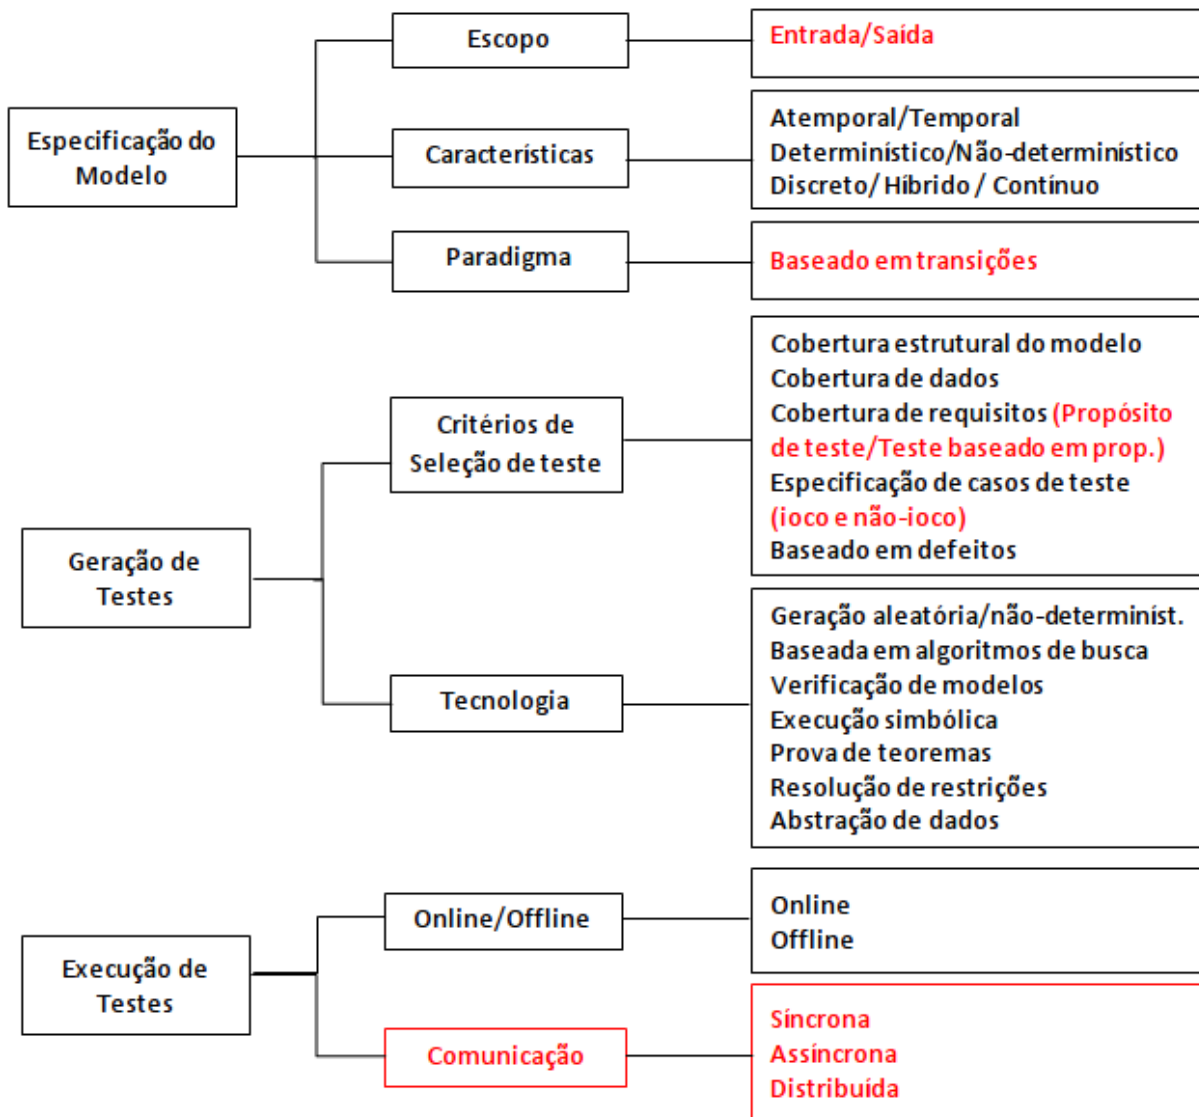 Especificação do
Modelo
Escopo
Entrada/Saída
Características
Atemporal/Temporal
Determinístico/Não-determinístico
Discreto/ Híbrido / Contínuo
Paradigma
Baseado em transições
Geração de
Testes
Critérios de
Seleção de teste
Cobertura estrutural do modelo
Cobertura de dados
Cobertura de requisitos (Propósito
de teste/Teste baseado em prop.)
Especificação de casos de teste
(ioco e não-ioco)
Baseado em defeitos
Tecnologia
Geração aleatória/não-determiníst.
Baseada em algoritmos de busca
Verificação de modelos
Execução simbólica
Prova de teoremas
Resolução de restrições
Abstração de dados
Execução de
Testes
Online/Offline
Online
Offline
Comunicação
Síncrona
Assíncrona
Distribuída